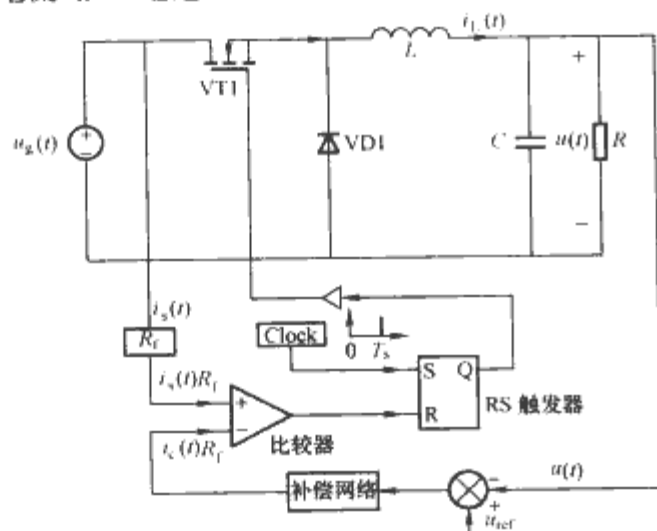 i_L(t)
L
VT1
+
u_g(t)
+
−
VD1
C
u(t)
R
−
i_s(t)
R_f
Clock
0 T_s
S Q
R
RS 触发器
i_s(t)R_f
+
−
比较器
i_c(t)R_f
补偿网络
−
+
u(t)
u_ref